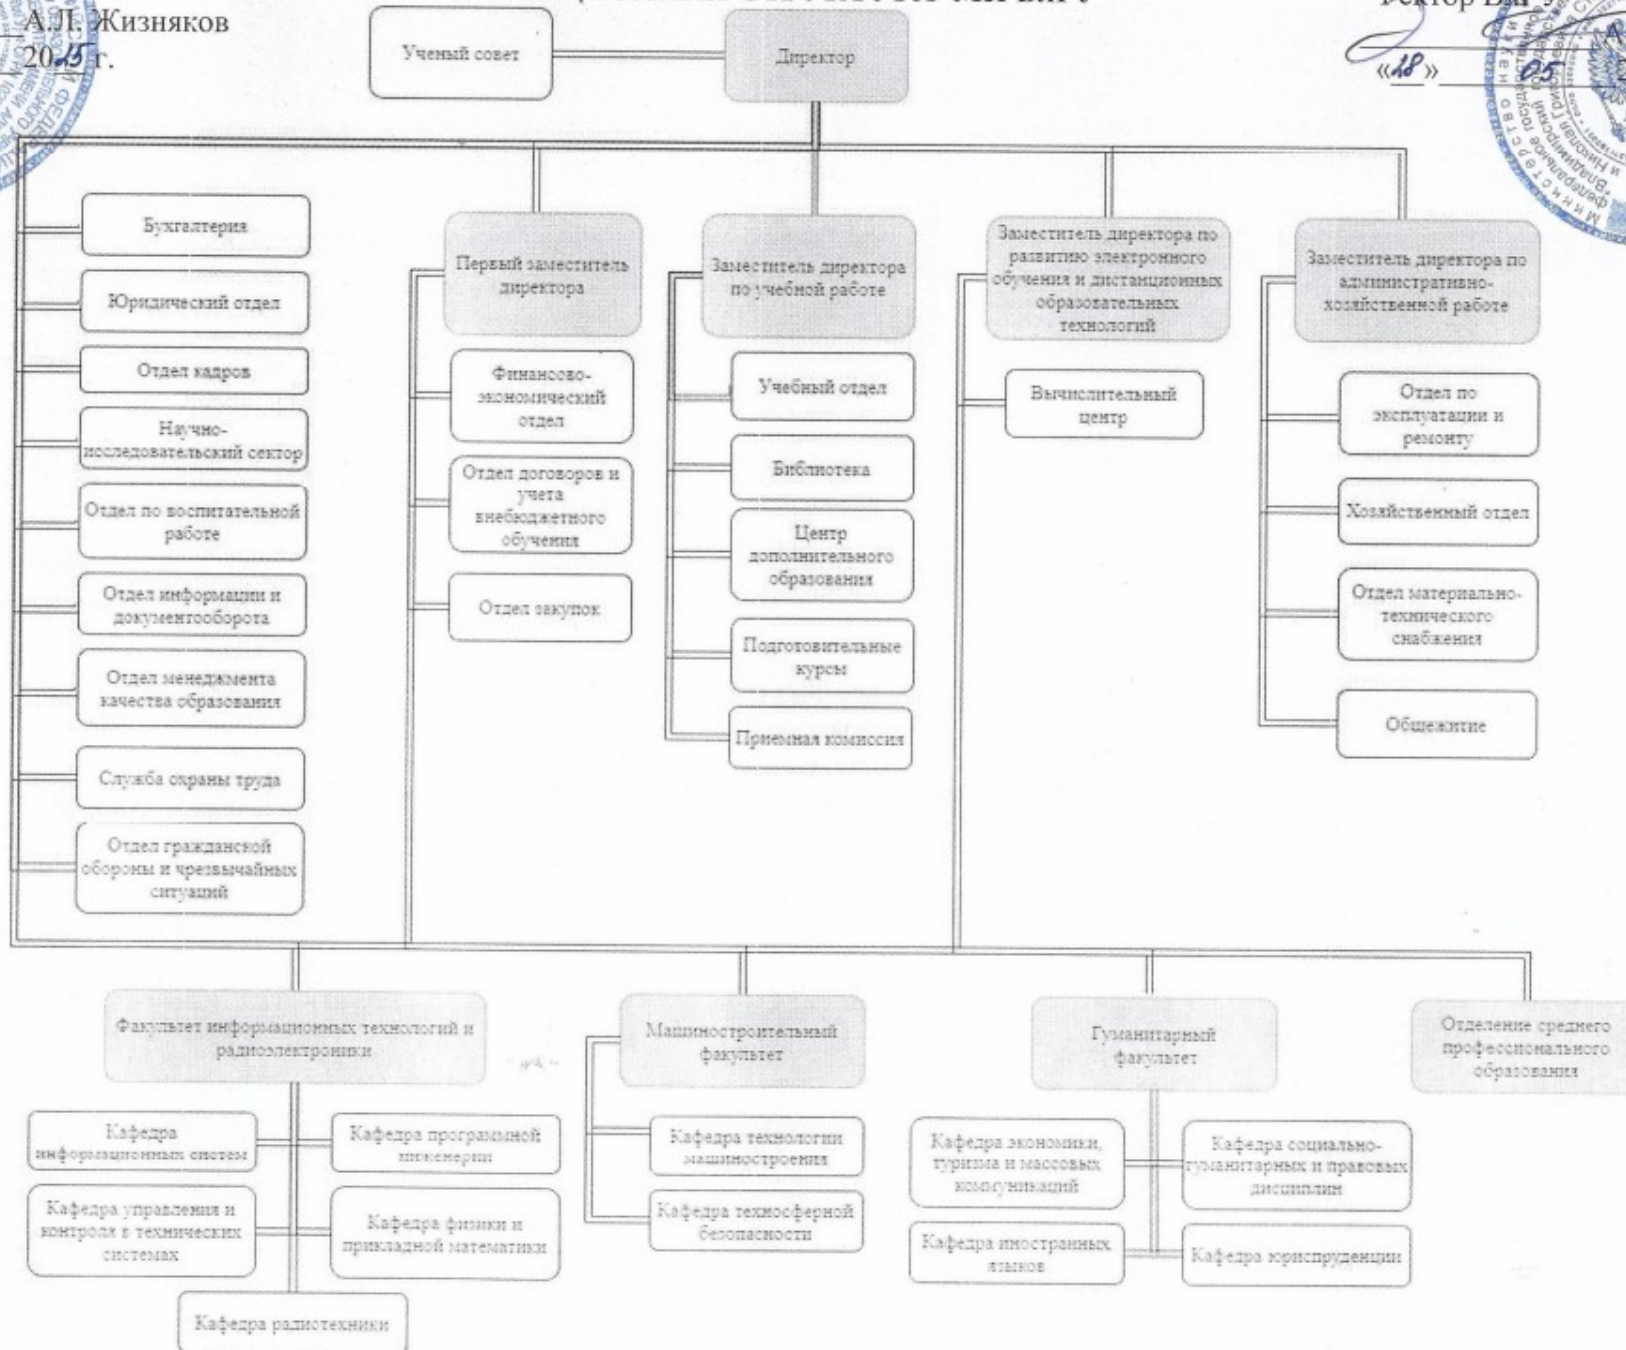 А.Л. Жизняков
2025 г.
«28» 05
Ученый совет
Директор
Бухгалтерия
Юридический отдел
Отдел кадров
Научно-
исследовательский сектор
Отдел по воспитательной
работе
Отдел информации и
документооборота
Отдел менеджмента
качества образования
Служба охраны труда
Отдел гражданской
обороны и чрезвычайных
ситуаций
Первый заместитель
директора
Финансово-
экономический
отдел
Отдел договоров и
учета
внебюджетного
обучения
Отдел закупок
Заместитель директора
по учебной работе
Учебный отдел
Библиотека
Центр
дополнительного
образования
Подготовительные
курсы
Приемная комиссия
Заместитель директора по
развитию электронного
обучения и дистанционных
образовательных
технологий
Вычислительный
центр
Заместитель директора по
административно-
хозяйственной работе
Отдел по
эксплуатации и
ремонту
Хозяйственный отдел
Отдел материально-
технического
снабжения
Общежитие
Факультет информационных технологий и
радиоэлектроники
Кафедра
информационных систем
Кафедра программной
инженерии
Кафедра управления и
контроля в технических
системах
Кафедра физики и
прикладной математики
Кафедра радиотехники
Машиностроительный
факультет
Кафедра технологии
машиностроения
Кафедра техносферной
безопасности
Гуманитарный
факультет
Кафедра экономики,
туризма и массовых
коммуникаций
Кафедра социально-
гуманитарных и правовых
дисциплин
Кафедра иностранных
языков
Кафедра юриспруденции
Отделение среднего
профессионального
образования